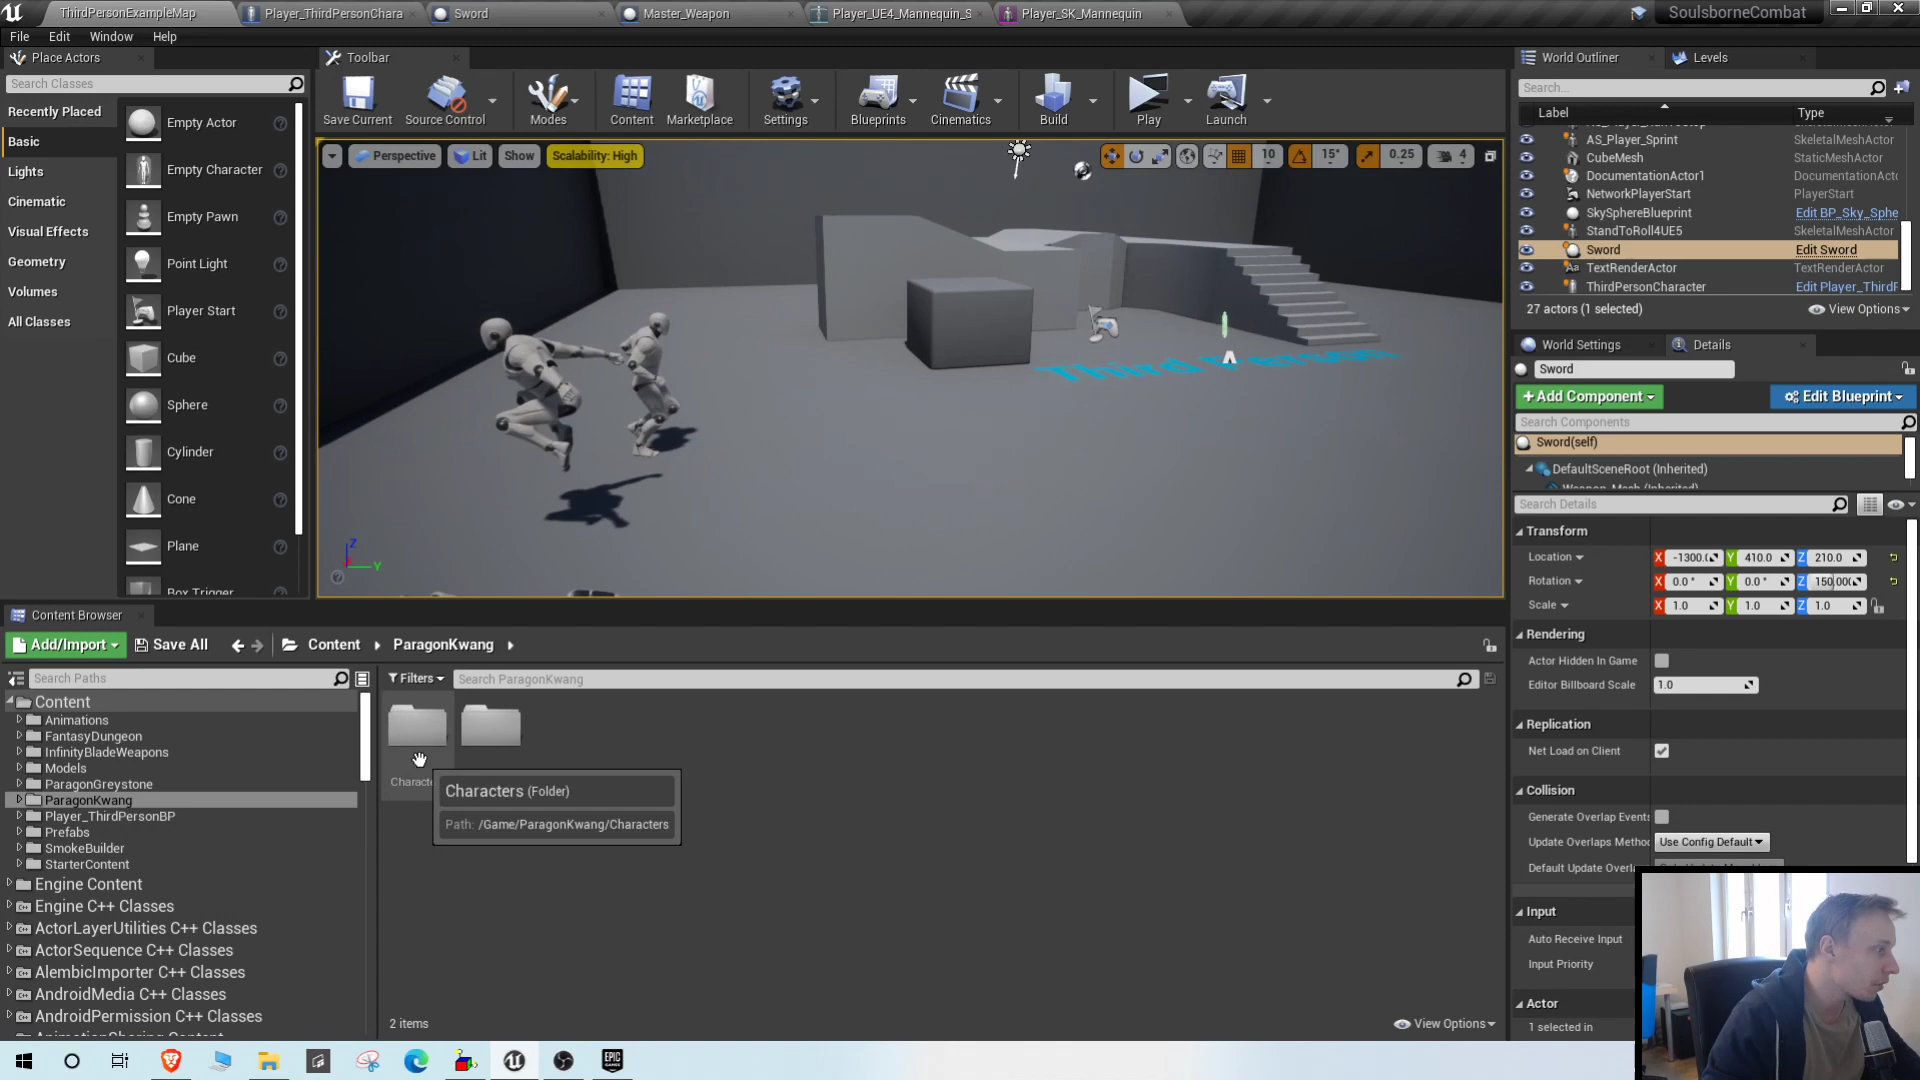 ThirdPersonExampleMap
Player_ThirdPersonChara
Sword
Master_Weapon
Player_UE4_Mannequin_S
Player_SK_Mannequin
SoulsborneCombat
File
Edit
Window
Help
Place Actors
Toolbar
World Outliner
Levels
Search Classes
Search...
Recently Placed
Basic
Lights
Cinematic
Visual Effects
Geometry
Volumes
All Classes
Empty Actor
Empty Character
Empty Pawn
Point Light
Player Start
Cube
Sphere
Cylinder
Cone
Plane
Box Trigger
Save Current
Source Control
Modes
Content
Marketplace
Settings
Blueprints
Cinematics
Build
Play
Launch
Perspective
Lit
Show
Scalability: High
10
15°
0.25
4
Label
Type
AS_Player_Sprint
SkeletalMeshActor
CubeMesh
StaticMeshActor
DocumentationActor1
DocumentationActo
NetworkPlayerStart
PlayerStart
SkySphereBlueprint
Edit BP_Sky_Sphe
StandToRoll4UE5
SkeletalMeshActor
Sword
Edit Sword
TextRenderActor
TextRenderActor
ThirdPersonCharacter
Edit Player_ThirdF
27 actors (1 selected)
View Options
World Settings
Details
Sword
+Add Component
Edit Blueprint
Search Components
Sword(self)
DefaultSceneRoot (Inherited)
Weapon_Mesh (Inherited)
Search Details
Transform
Location
X -1300.0
Y 410.0
Z 210.0
Rotation
X 0.0 °
Y 0.0 °
Z 150.00
Scale
X 1.0
Y 1.0
Z 1.0
Rendering
Actor Hidden In Game
Editor Billboard Scale
1.0
Replication
Net Load on Client
Collision
Generate Overlap Events
Update Overlaps Metho
Use Config Default
Default Update Overla
Input
Auto Receive Input
Input Priority
Actor
1 selected in
Z
Y
Content Browser
Add/Import
Save All
Content
ParagonKwang
Search Paths
Filters
Search ParagonKwang
Content
Animations
FantasyDungeon
InfinityBladeWeapons
Models
ParagonGreystone
ParagonKwang
Player_ThirdPersonBP
Prefabs
SmokeBuilder
StarterContent
Engine Content
Engine C++ Classes
ActorLayerUtilities C++ Classes
ActorSequence C++ Classes
AlembicImporter C++ Classes
AndroidMedia C++ Classes
AndroidPermission C++ Classes
Characte
Characters (Folder)
Path: /Game/ParagonKwang/Characters
2 items
View Options
EPIC
GAMES